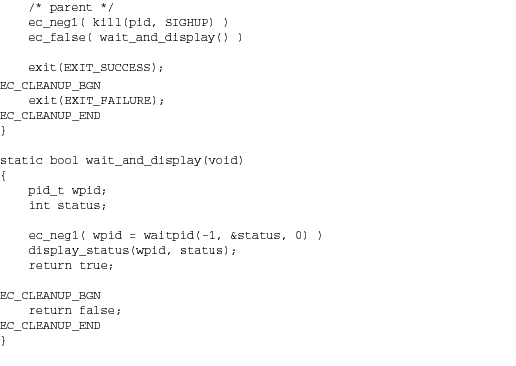 /* parent */
ec_neg1( kill(pid, SIGHUP) )
ec_false( wait_and_display() )
exit(EXIT_SUCCESS);
EC_CLEANUP_BGN
exit(EXIT_FAILURE);
EC_CLEANUP_END
}
static bool wait_and_display(void)
{
pid_t wpid;
int status;
ec_neg1( wpid = waitpid(-1, &status, 0) )
display_status(wpid, status);
return true;
EC_CLEANUP_BGN
return false;
EC_CLEANUP_END
}